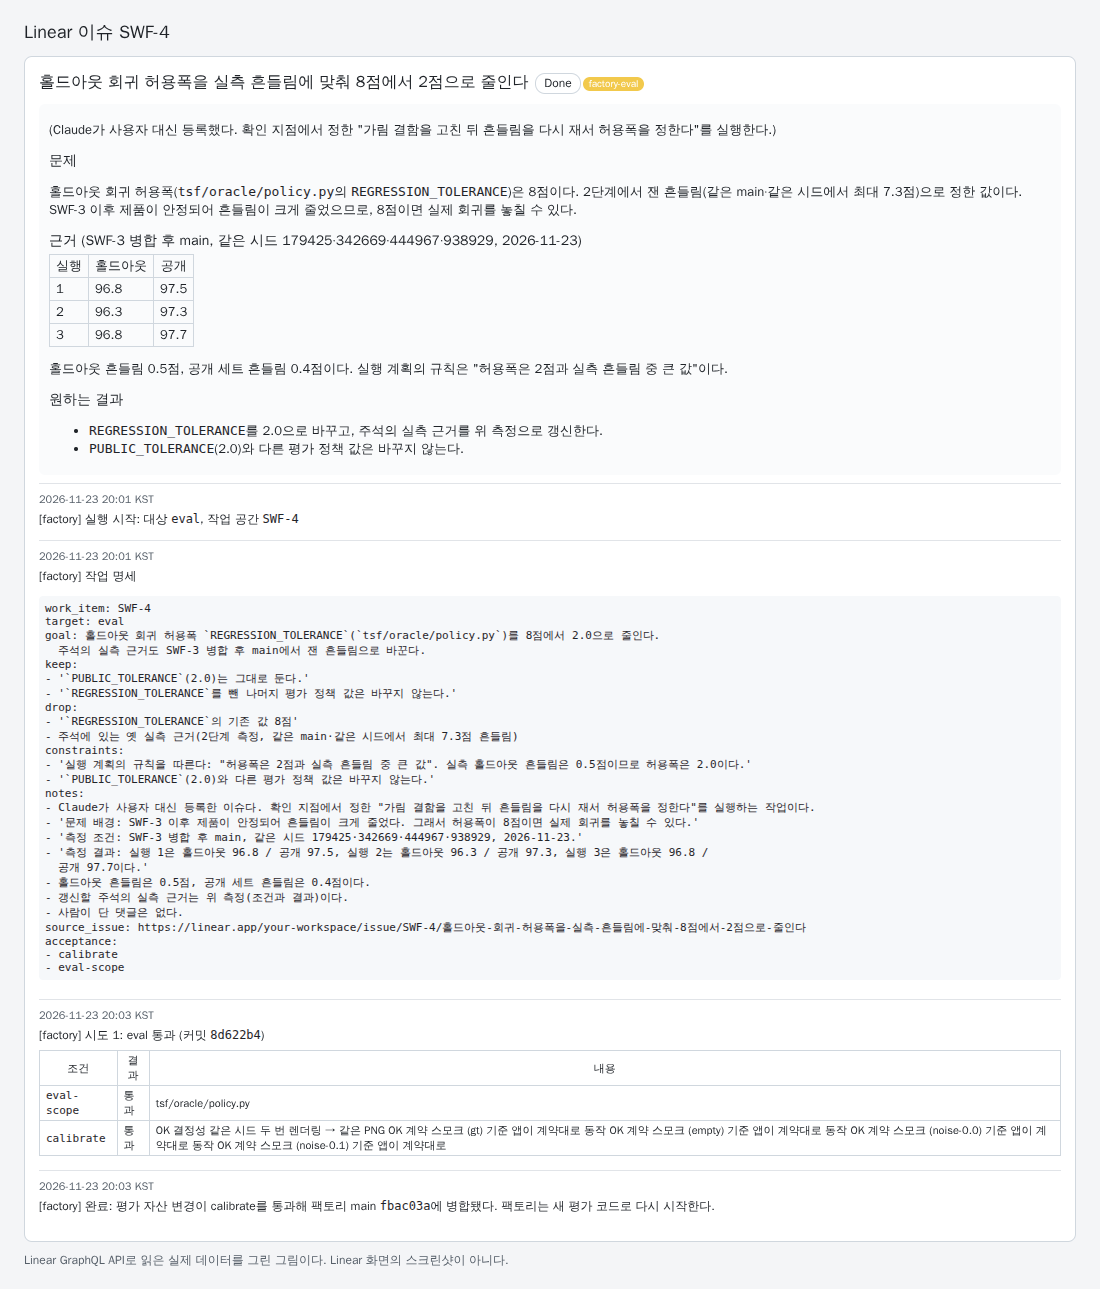 Linear 이슈 SWF-4
홀드아웃 회귀 허용폭을 실측 흔들림에 맞춰 8점에서 2점으로 줄인다 Done factory-eval
(Claude가 사용자 대신 등록했다. 확인 지점에서 정한 "가림 결함을 고친 뒤 흔들림을 다시 재서 허용폭을 정한다"를 실행한다.)
문제
홀드아웃 회귀 허용폭(tsf/oracle/policy.py의 REGRESSION_TOLERANCE)은 8점이다. 2단계에서 잰 흔들림(같은 main·같은 시드에서 최대 7.3점)으로 정한 값이다.
SWF-3 이후 제품이 안정되어 흔들림이 크게 줄었으므로, 8점이면 실제 회귀를 놓칠 수 있다.
근거 (SWF-3 병합 후 main, 같은 시드 179425·342669·444967·938929, 2026-11-23)
실행 홀드아웃 공개
1 96.8 97.5
2 96.3 97.3
3 96.8 97.7
홀드아웃 흔들림 0.5점, 공개 세트 흔들림 0.4점이다. 실행 계획의 규칙은 "허용폭은 2점과 실측 흔들림 중 큰 값"이다.
원하는 결과
• REGRESSION_TOLERANCE를 2.0으로 바꾸고, 주석의 실측 근거를 위 측정으로 갱신한다.
• PUBLIC_TOLERANCE(2.0)와 다른 평가 정책 값은 바꾸지 않는다.
2026-11-23 20:01 KST
[factory] 실행 시작: 대상 eval, 작업 공간 SWF-4
2026-11-23 20:01 KST
[factory] 작업 명세
work_item: SWF-4
target: eval
goal: 홀드아웃 회귀 허용폭 `REGRESSION_TOLERANCE`(`tsf/oracle/policy.py`)를 8점에서 2.0으로 줄인다.
주석의 실측 근거도 SWF-3 병합 후 main에서 잰 흔들림으로 바꾼다.
keep:
- '`PUBLIC_TOLERANCE`(2.0)는 그대로 둔다.'
- '`REGRESSION_TOLERANCE`를 뺀 나머지 평가 정책 값은 바꾸지 않는다.'
drop:
- '`REGRESSION_TOLERANCE`의 기존 값 8점'
- 주석에 있는 옛 실측 근거(2단계 측정, 같은 main·같은 시드에서 최대 7.3점 흔들림)
constraints:
- '실행 계획의 규칙을 따른다: "허용폭은 2점과 실측 흔들림 중 큰 값". 실측 홀드아웃 흔들림은 0.5점이므로 허용폭은 2.0이다.'
- '`PUBLIC_TOLERANCE`(2.0)와 다른 평가 정책 값은 바꾸지 않는다.'
notes:
- Claude가 사용자 대신 등록한 이슈다. 확인 지점에서 정한 "가림 결함을 고친 뒤 흔들림을 다시 재서 허용폭을 정한다"를 실행하는 작업이다.
- '문제 배경: SWF-3 이후 제품이 안정되어 흔들림이 크게 줄었다. 그래서 허용폭이 8점이면 실제 회귀를 놓칠 수 있다.'
- '측정 조건: SWF-3 병합 후 main, 같은 시드 179425·342669·444967·938929, 2026-11-23.'
- '측정 결과: 실행 1은 홀드아웃 96.8 / 공개 97.5, 실행 2는 홀드아웃 96.3 / 공개 97.3, 실행 3은 홀드아웃 96.8 /
공개 97.7이다.'
- 홀드아웃 흔들림은 0.5점, 공개 세트 흔들림은 0.4점이다.
- 갱신할 주석의 실측 근거는 위 측정(조건과 결과)이다.
- 사람이 단 댓글은 없다.
source_issue: https://linear.app/your-workspace/issue/SWF-4/홀드아웃-회귀-허용폭을-실측-흔들림에-맞춰-8점에서-2점으로-줄인다
acceptance:
- calibrate
- eval-scope
2026-11-23 20:03 KST
[factory] 시도 1: eval 통과 (커밋 8d622b4)
조건 결과 내용
eval-scope 통과 tsf/oracle/policy.py
calibrate 통과 OK 결정성 같은 시드 두 번 렌더링 → 같은 PNG OK 계약 스모크 (gt) 기준 앱이 계약대로 동작 OK 계약 스모크 (empty) 기준 앱이 계약대로 동작 OK 계약 스모크 (noise-0.0) 기준 앱이 계약대로 동작 OK 계약 스모크 (noise-0.1) 기준 앱이 계약대로
2026-11-23 20:03 KST
[factory] 완료: 평가 자산 변경이 calibrate를 통과해 팩토리 main fbac03a에 병합됐다. 팩토리는 새 평가 코드로 다시 시작한다.
Linear GraphQL API로 읽은 실제 데이터를 그린 그림이다. Linear 화면의 스크린샷이 아니다.